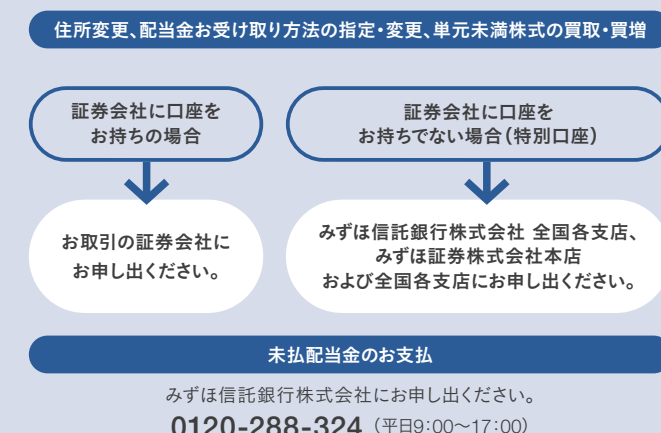 住所変更、配当金お受け取り方法の指定・変更、単元未満株式の買取・買増
証券会社に口座を
お持ちの場合
証券会社に口座を
お持ちでない場合（特別口座）
お取引の証券会社に
お申し出ください。
みずほ信託銀行株式会社 全国各支店、
みずほ証券株式会社本店
および全国各支店にお申し出ください。
未払配当金のお支払
みずほ信託銀行株式会社にお申し出ください。
0120-288-324（平日9：00〜17：00）